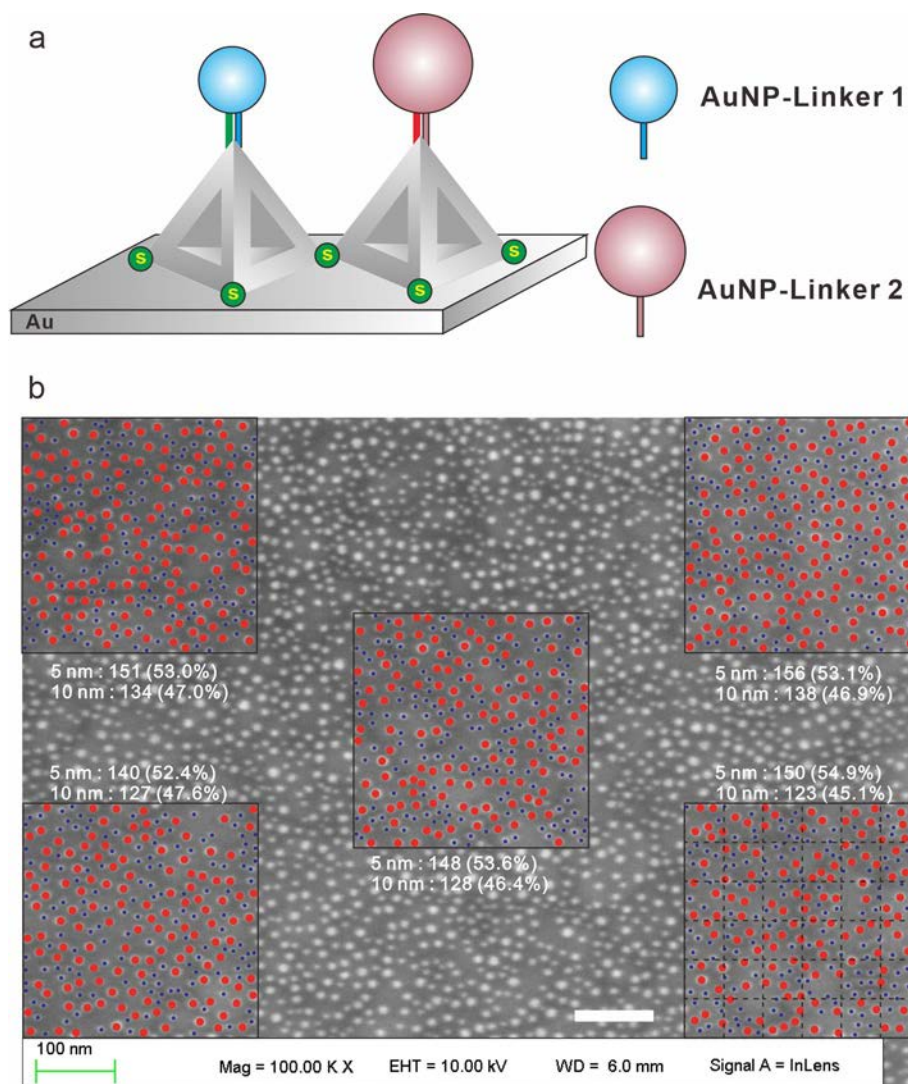 a
AuNP-Linker 1
AuNP-Linker 2
S
S
S
S
S
Au
b
5 nm : 151 (53.0%)
10 nm : 134 (47.0%)
5 nm : 156 (53.1%)
10 nm : 138 (46.9%)
5 nm : 140 (52.4%)
10 nm : 127 (47.6%)
5 nm : 150 (54.9%)
10 nm : 123 (45.1%)
5 nm : 148 (53.6%)
10 nm : 128 (46.4%)
100 nm
Mag = 100.00 K X EHT = 10.00 kV WD = 6.0 mm Signal A = InLens